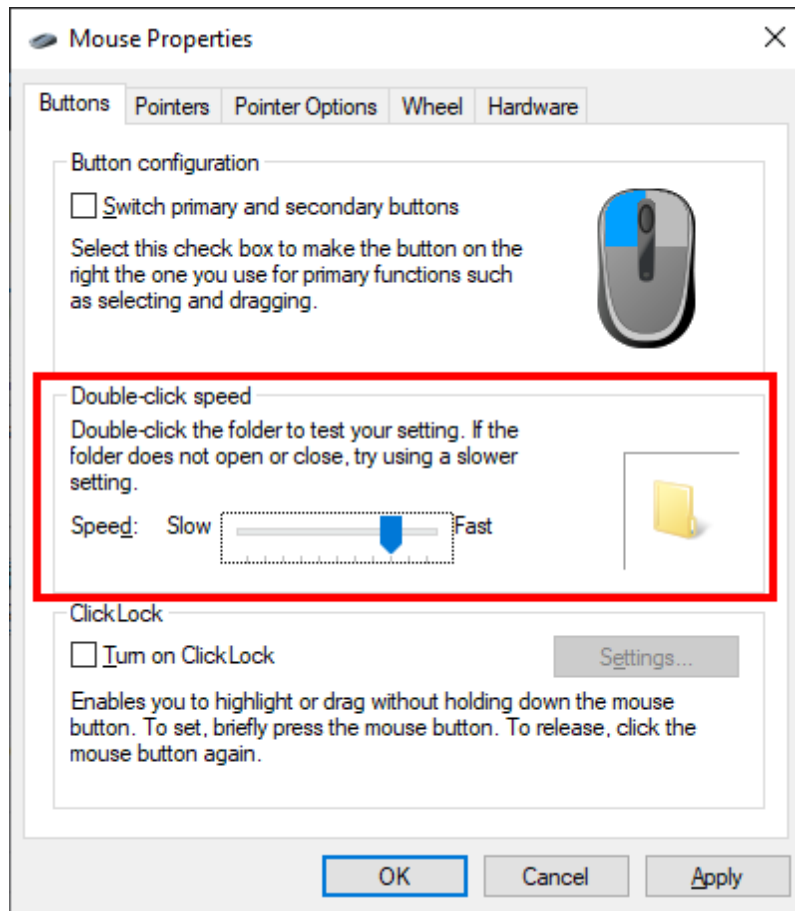 Mouse Properties
Buttons Pointers Pointer Options Wheel Hardware
Button configuration
Switch primary and secondary buttons
Select this check box to make the button on the
right the one you use for primary functions such
as selecting and dragging.
Double-click speed
Double-click the folder to test your setting. If the
folder does not open or close, try using a slower
setting.
Speed: Slow Fast
ClickLock
Turn on ClickLock Settings...
Enables you to highlight or drag without holding down the mouse
button. To set, briefly press the mouse button. To release, click the
mouse button again.
OK Cancel Apply